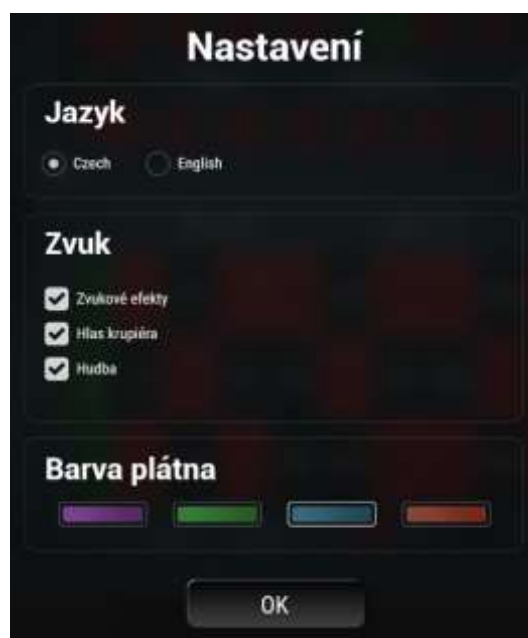 Nastavení
Jazyk
Czech English
Zvuk
Zvukové efekty
Hlas krupiéra
Hudba
Barva plátna
OK